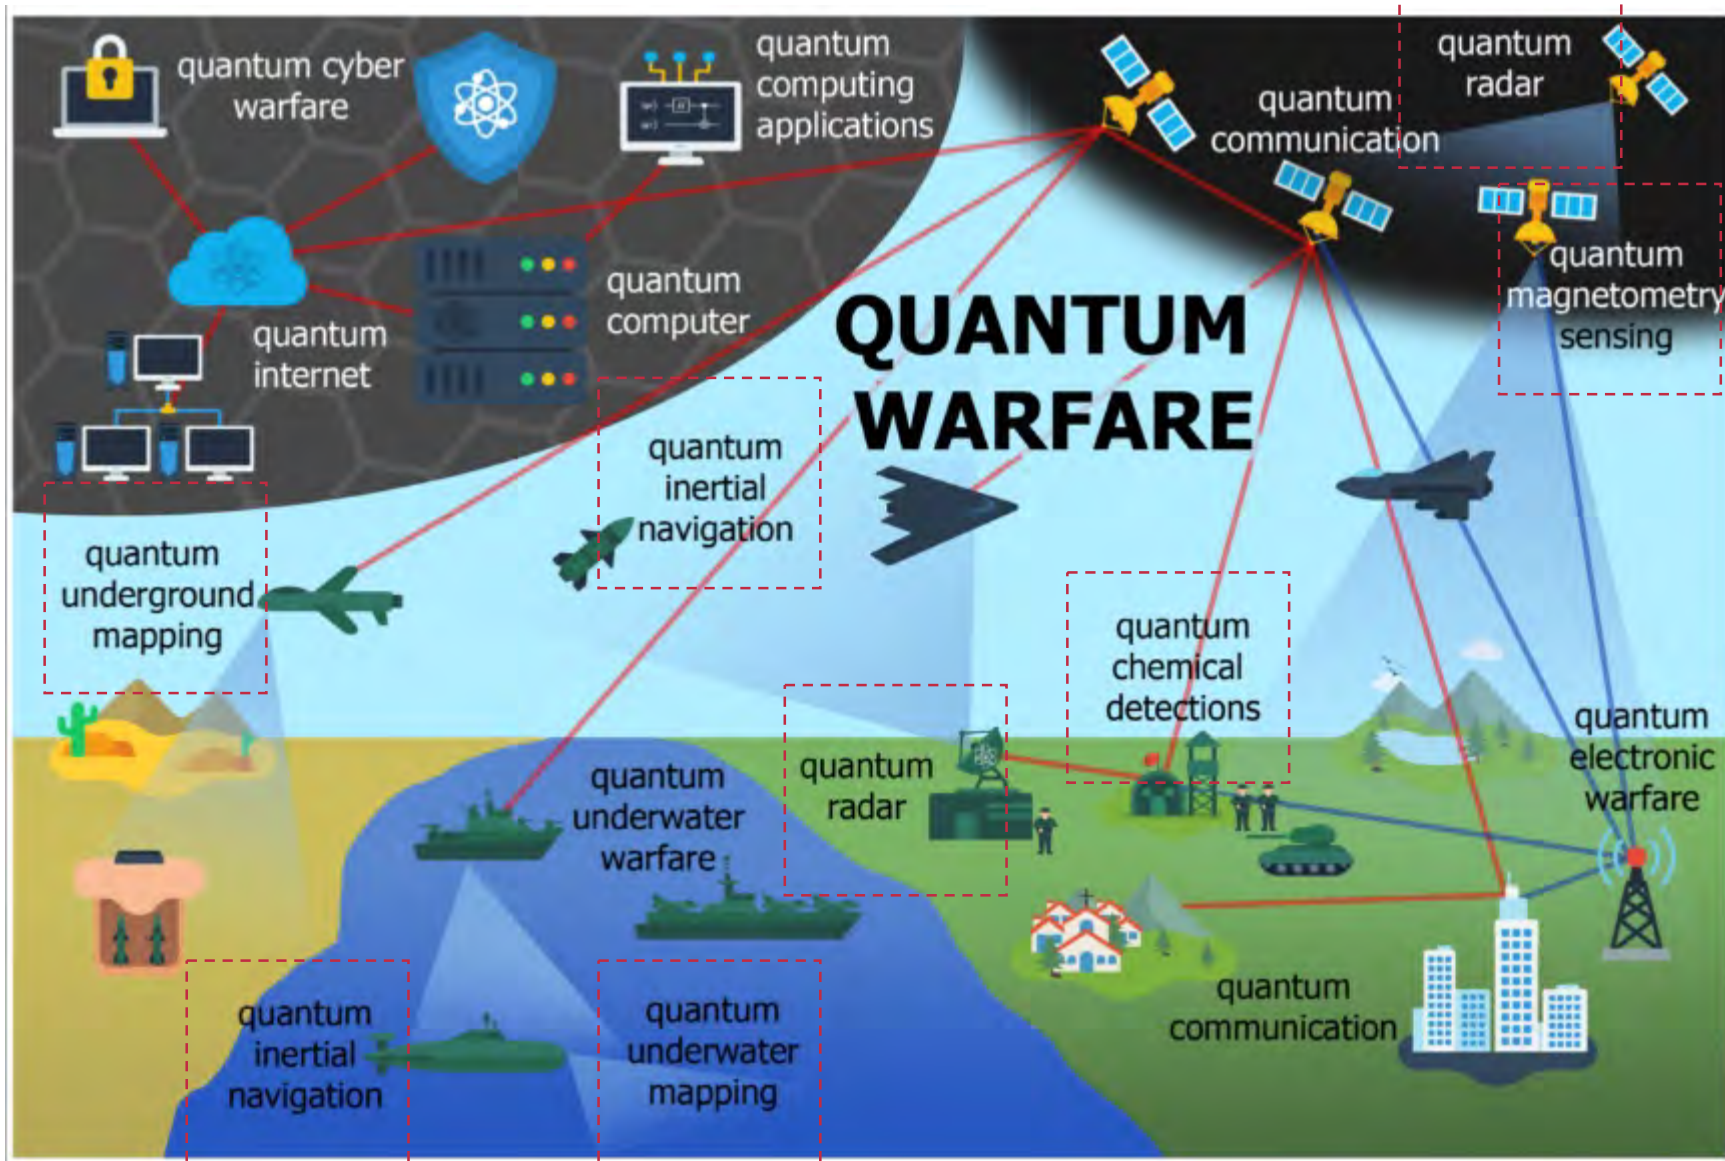 quantum cyber
warfare
quantum
computing
applications
quantum
communication
quantum
radar
quantum
magnetometry
sensing
quantum
computer
quantum
internet
QUANTUM
WARFARE
quantum
inertial
navigation
quantum
underground
mapping
quantum
chemical
detections
quantum
electronic
warfare
quantum
underwater
warfare
quantum
radar
quantum
communication
quantum
inertial
navigation
quantum
underwater
mapping